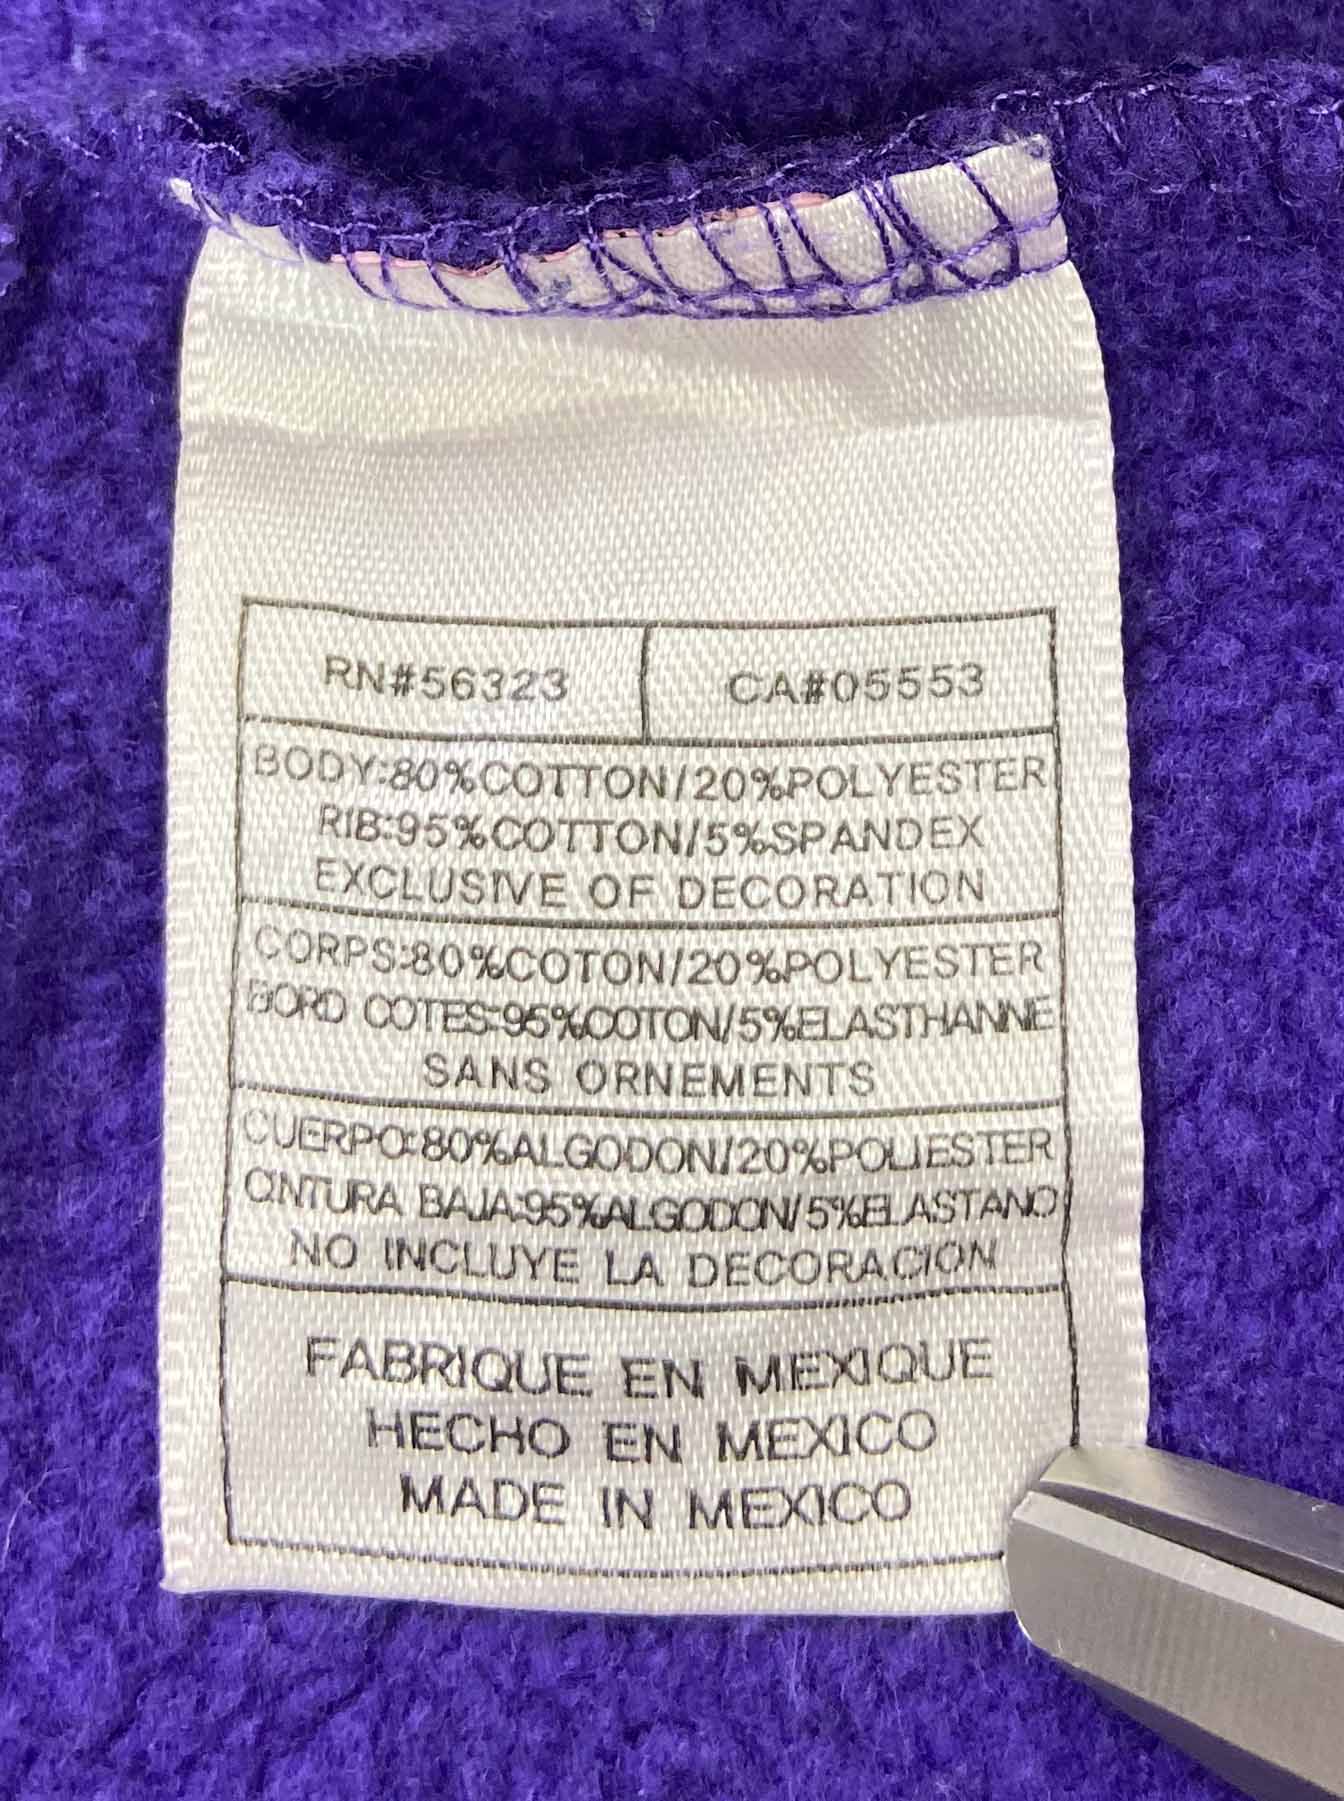 RN#56323 CA#05553
BODY:80%COTTON/20%POLYESTER
RIB:95%COTTON/5%SPANDEX
EXCLUSIVE OF DECORATION
CORPS:80%COTON/20%POLYESTER
BORD COTES:95%COTON/5%ELASTHANNE
SANS ORNEMENTS
CUERPO:80%ALGODON/20%POLIESTER
CINTURA BAJA:95%ALGODON/5%ELASTANO
NO INCLUYE LA DECORACION
FABRIQUE EN MEXIQUE
HECHO EN MEXICO
MADE IN MEXICO